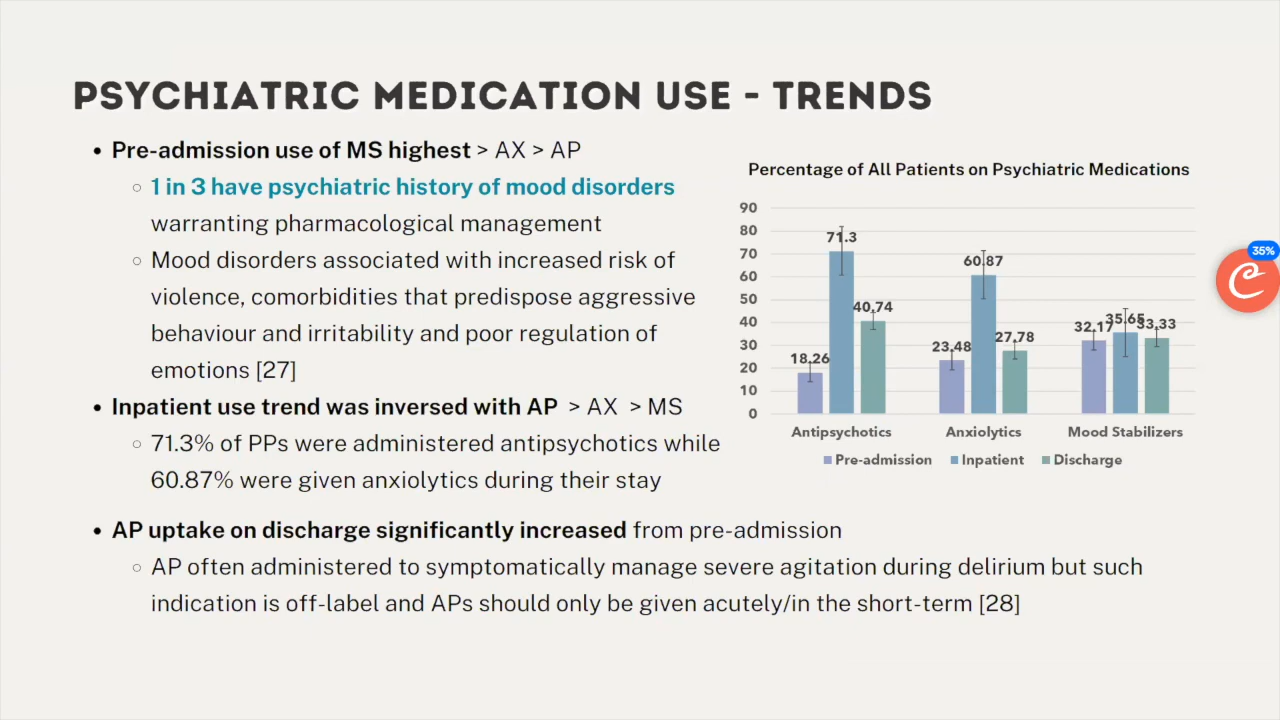 PSYCHIATRIC MEDICATION USE - TRENDS
• Pre-admission use of MS highest > AX > AP
○ 1 in 3 have psychiatric history of mood disorders
warranting pharmacological management
○ Mood disorders associated with increased risk of
violence, comorbidities that predispose aggressive
behaviour and irritability and poor regulation of
emotions [27]
• Inpatient use trend was inversed with AP > AX > MS
○ 71.3% of PPs were administered antipsychotics while
60.87% were given anxiolytics during their stay
• AP uptake on discharge significantly increased from pre-admission
○ AP often administered to symptomatically manage severe agitation during delirium but such
indication is off-label and APs should only be given acutely/in the short-term [28]
Percentage of All Patients on Psychiatric Medications
90
80
70
60
50
40
30
20
10
0
18.26 71.3 40.74
23.48 60.87 27.78
32.17 35.65 33.33
Antipsychotics Anxiolytics Mood Stabilizers
Pre-admission Inpatient Discharge
35%